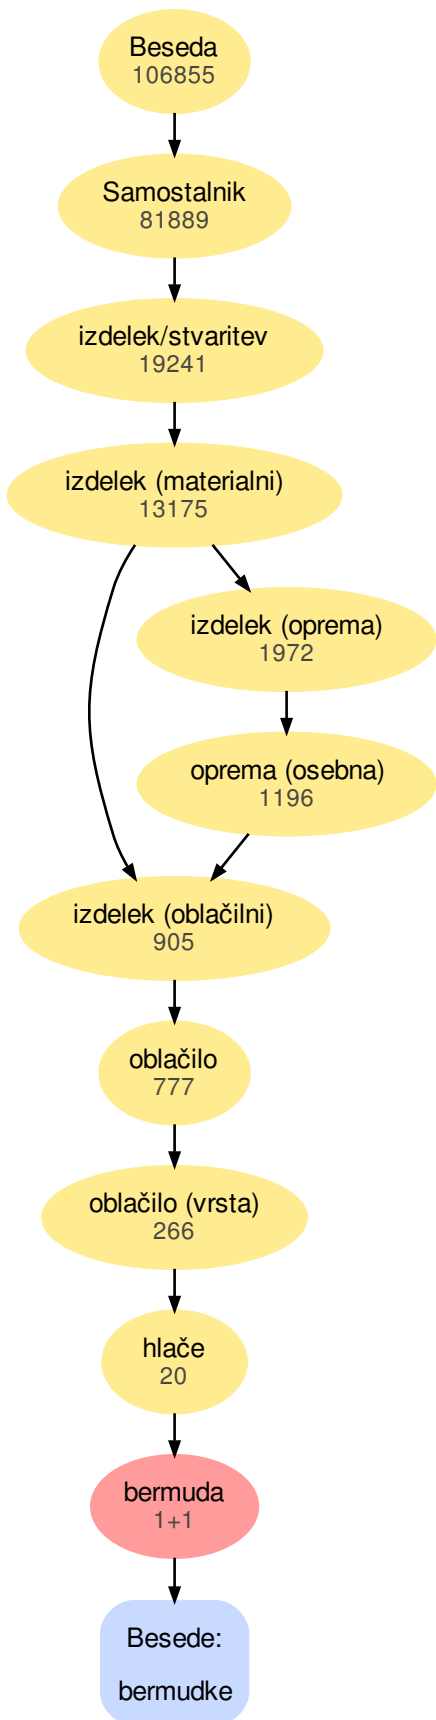 Beseda
106855
Samostalnik
81889
izdelek/stvaritev
19241
izdelek (materialni)
13175
izdelek (oprema)
1972
oprema (osebna)
1196
izdelek (oblačilni)
905
oblačilo
777
oblačilo (vrsta)
266
hlače
20
bermuda
1+1
Besede:
bermudke